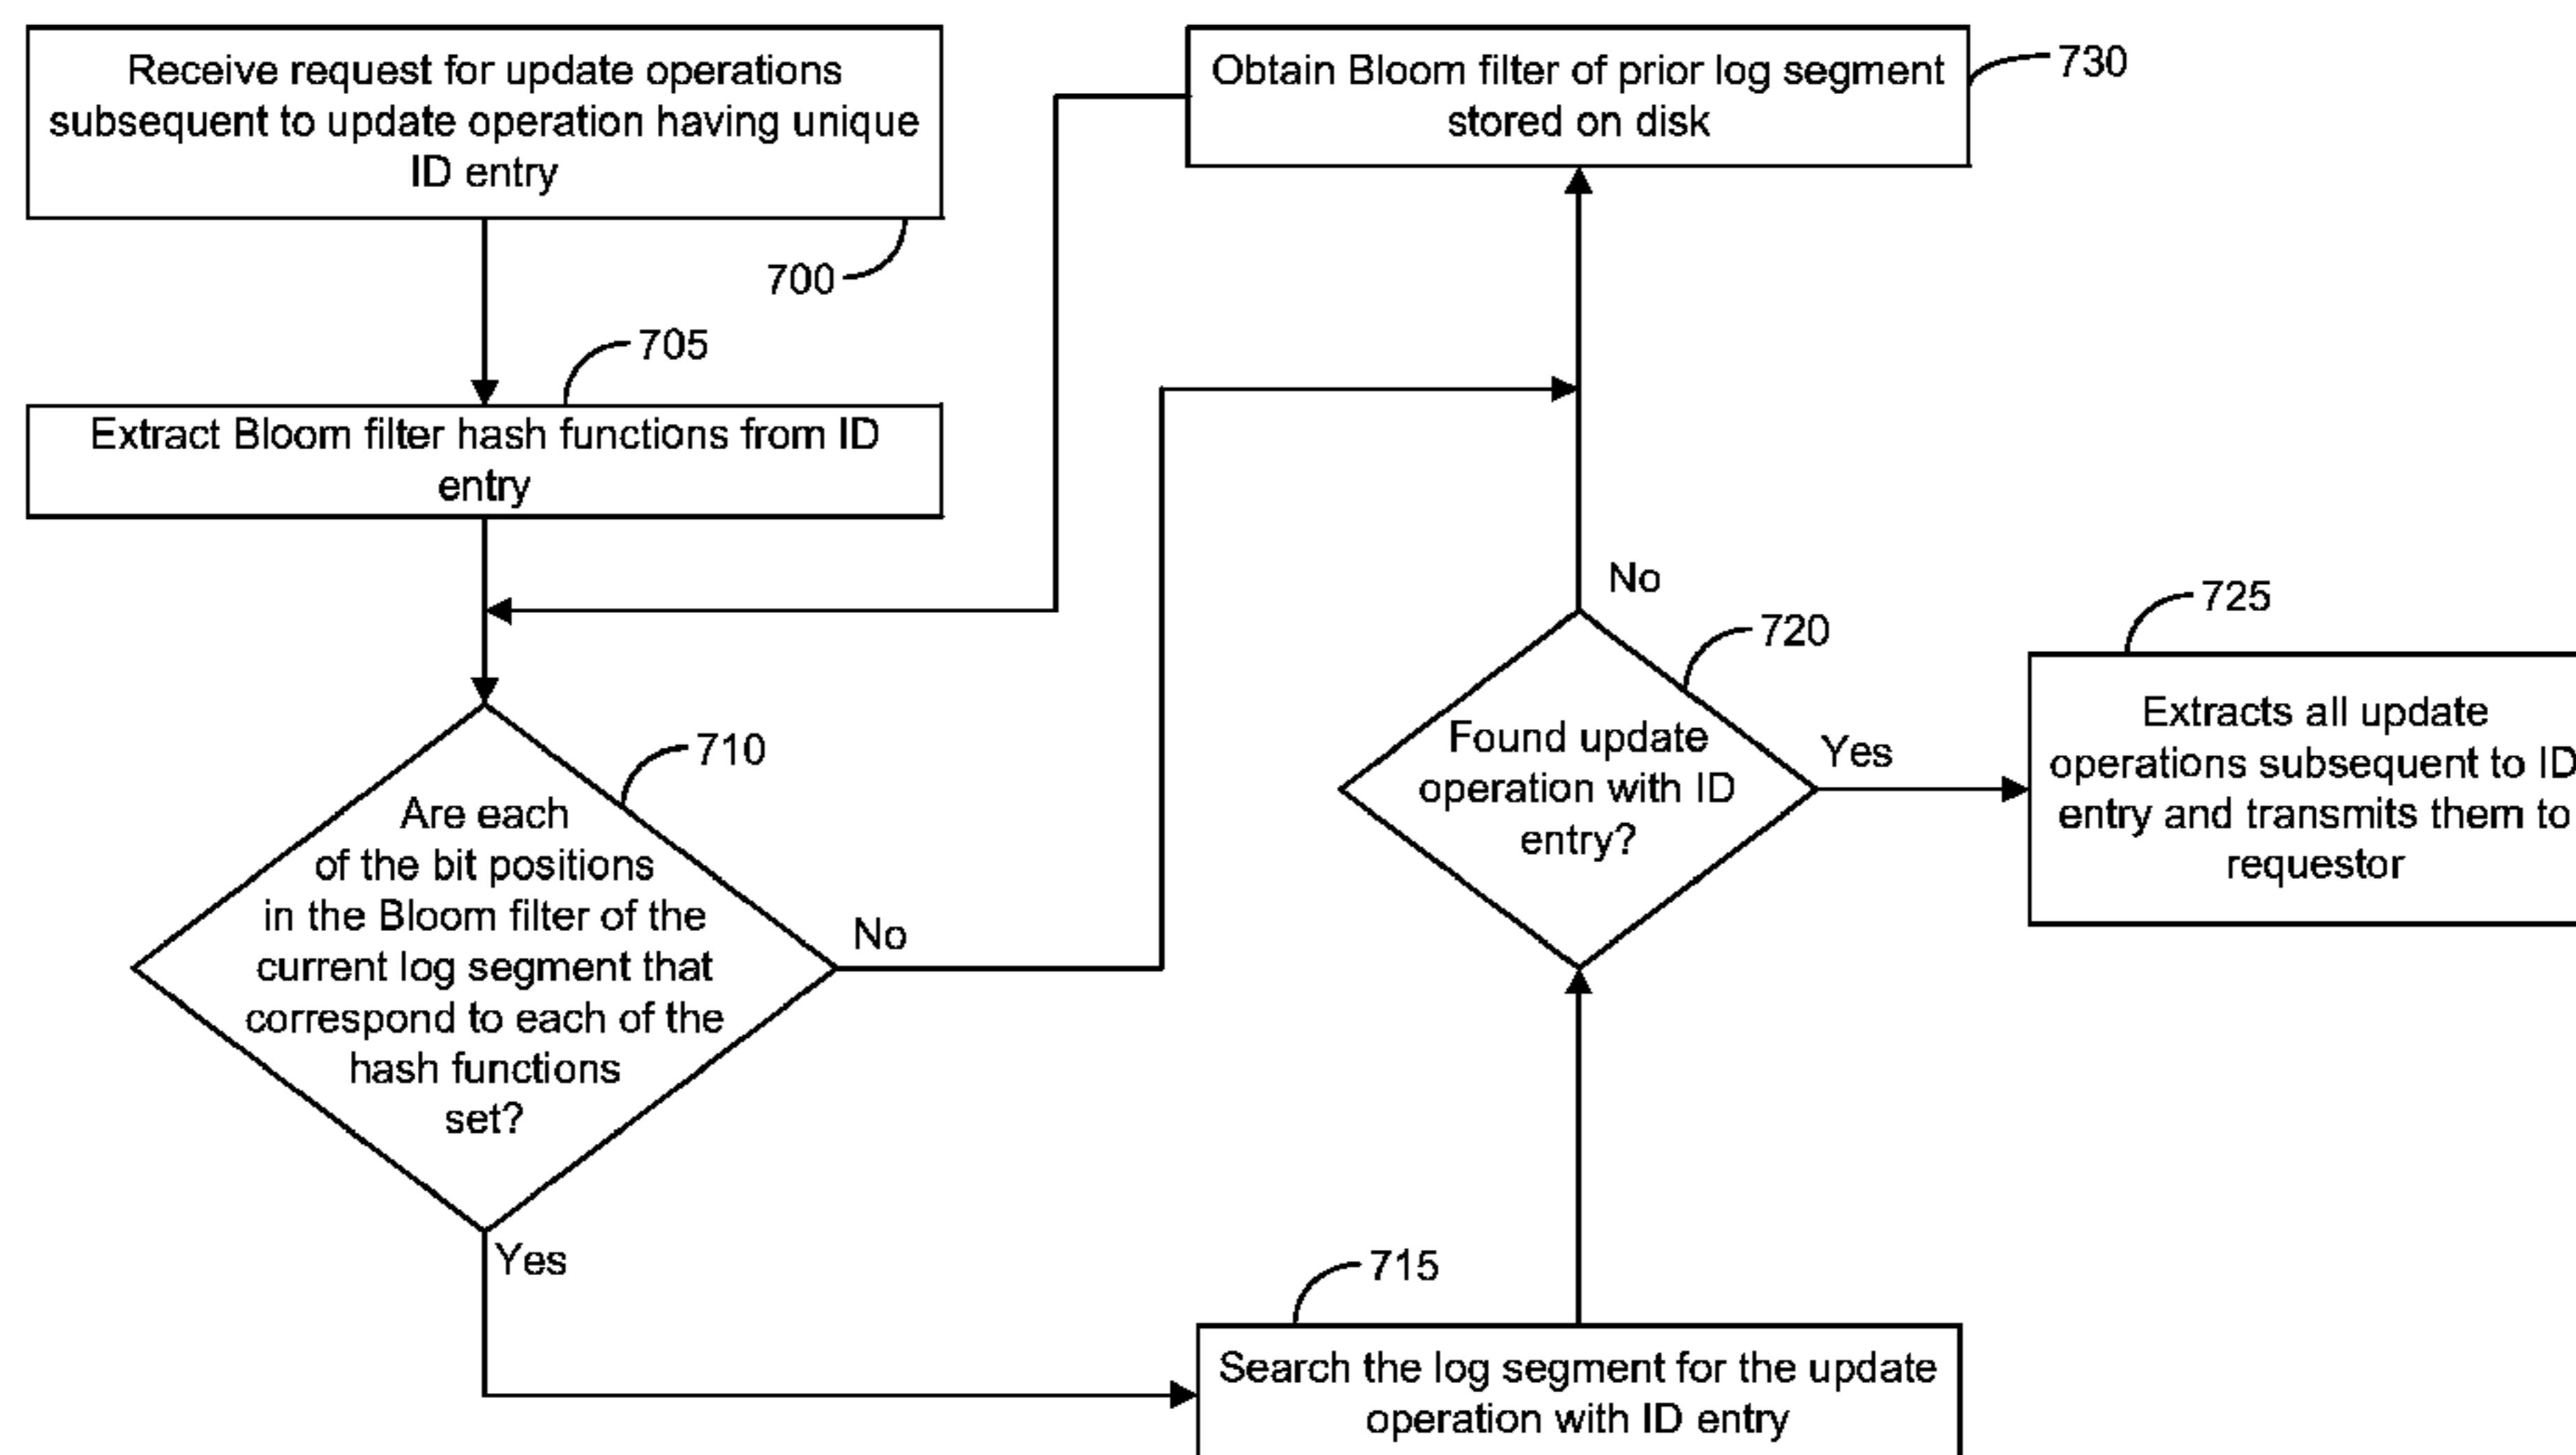 Receive request for update operations
subsequent to update operation having unique
ID entry
700
705
Extract Bloom filter hash functions from ID
entry
710
Are each
of the bit positions
in the Bloom filter of the
current log segment that
correspond to each of the
hash functions
set?
No
Yes
715
Search the log segment for the update
operation with ID entry
720
Found update
operation with ID
entry?
No
Yes
725
Extracts all update
operations subsequent to ID
entry and transmits them to
requestor
Obtain Bloom filter of prior log segment
stored on disk
730